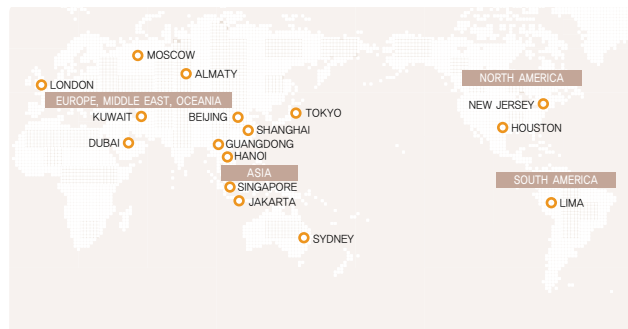 MOSCOW
ALMATY
LONDON
EUROPE, MIDDLE EAST, OCEANIA
KUWAIT
BEIJING
TOKYO
SHANGHAI
DUBAI
GUANGDONG
HANOI
ASIA
SINGAPORE
JAKARTA
SYDNEY
NORTH AMERICA
NEW JERSEY
HOUSTON
SOUTH AMERICA
LIMA